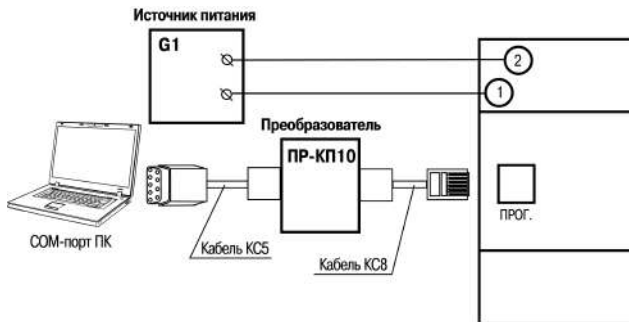 Источник питания
G1
2
1
Преобразователь
ПР-КП10
ПРОГ.
COM-порт ПК
Кабель КС5
Кабель КС8